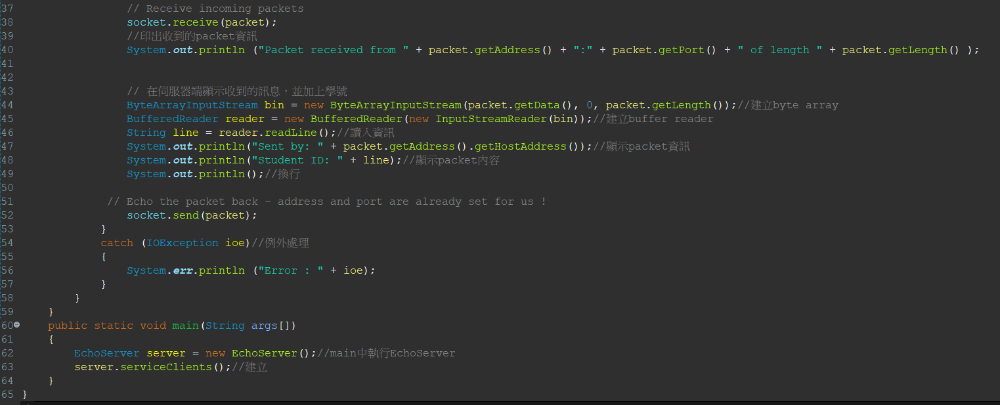 37 // Receive incoming packets
38 socket.receive(packet);
39 //印出收到的packet資訊
40 System.out.println ("Packet received from " + packet.getAddress() + ":" + packet.getPort() + " of length " + packet.getLength() );
41
42
43 // 在伺服器端顯示收到的訊息，並加上學號
44 ByteArrayInputStream bin = new ByteArrayInputStream(packet.getData(), 0, packet.getLength());//建立byte array
45 BufferedReader reader = new BufferedReader(new InputStreamReader(bin));//建立buffer reader
46 String line = reader.readLine();//讀入資訊
47 System.out.println("Sent by: " + packet.getAddress().getHostAddress());//顯示packet資訊
48 System.out.println("Student ID: " + line);//顯示packet內容
49 System.out.println();//換行
50
51 // Echo the packet back - address and port are already set for us !
52 socket.send(packet);
53 }
54 catch (IOException ioe)//例外處理
55 {
56 System.err.println ("Error : " + ioe);
57 }
58 }
59 }
60 public static void main(String args[])
61 {
62 EchoServer server = new EchoServer();//main中執行EchoServer
63 server.serviceClients();//建立
64 }
65 }